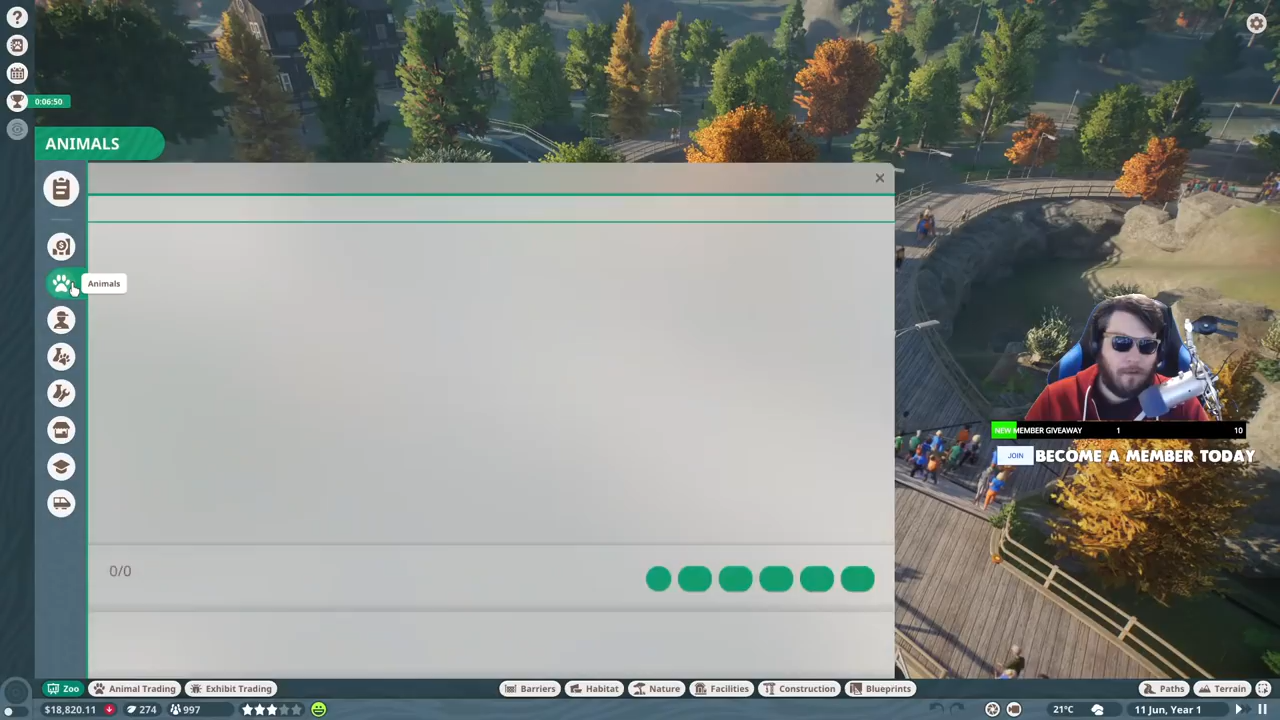 0:06:50
ANIMALS
Animals
0/0
NEW MEMBER GIVEAWAY 1 10
JOIN BECOME A MEMBER TODAY
Zoo Animal Trading Exhibit Trading Barriers Habitat Nature Facilities Construction Blueprints Paths Terrain
$18,820.11 274 997 21°C 11 Jun, Year 1